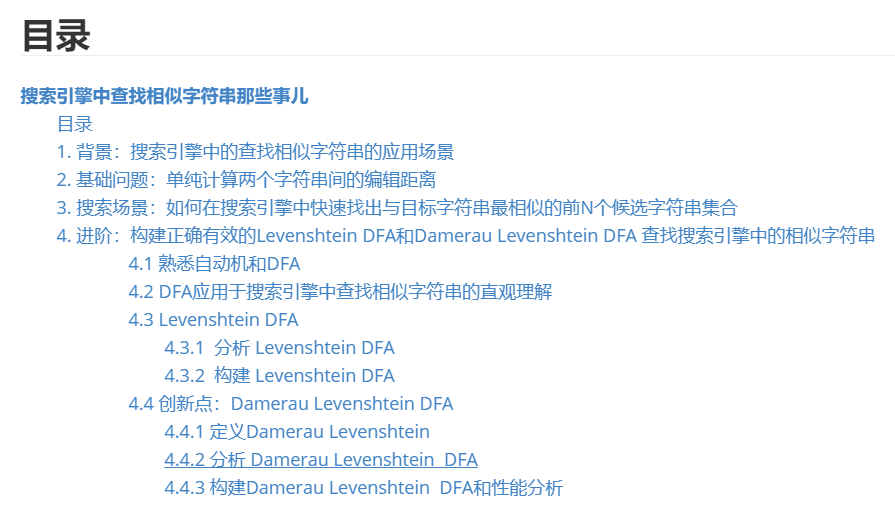 目录
搜索引擎中查找相似字符串那些事儿
目录
1. 背景：搜索引擎中的查找相似字符串的应用场景
2. 基础问题：单纯计算两个字符串间的编辑距离
3. 搜索场景：如何在搜索引擎中快速找出与目标字符串最相似的前N个候选字符串集合
4. 进阶：构建正确有效的Levenshtein DFA和Damerau Levenshtein DFA 查找搜索引擎中的相似字符串
4.1 熟悉自动机和DFA
4.2 DFA应用于搜索引擎中查找相似字符串的直观理解
4.3 Levenshtein DFA
4.3.1 分析 Levenshtein DFA
4.3.2 构建 Levenshtein DFA
4.4 创新点：Damerau Levenshtein DFA
4.4.1 定义Damerau Levenshtein
4.4.2 分析 Damerau Levenshtein DFA
4.4.3 构建Damerau Levenshtein DFA和性能分析